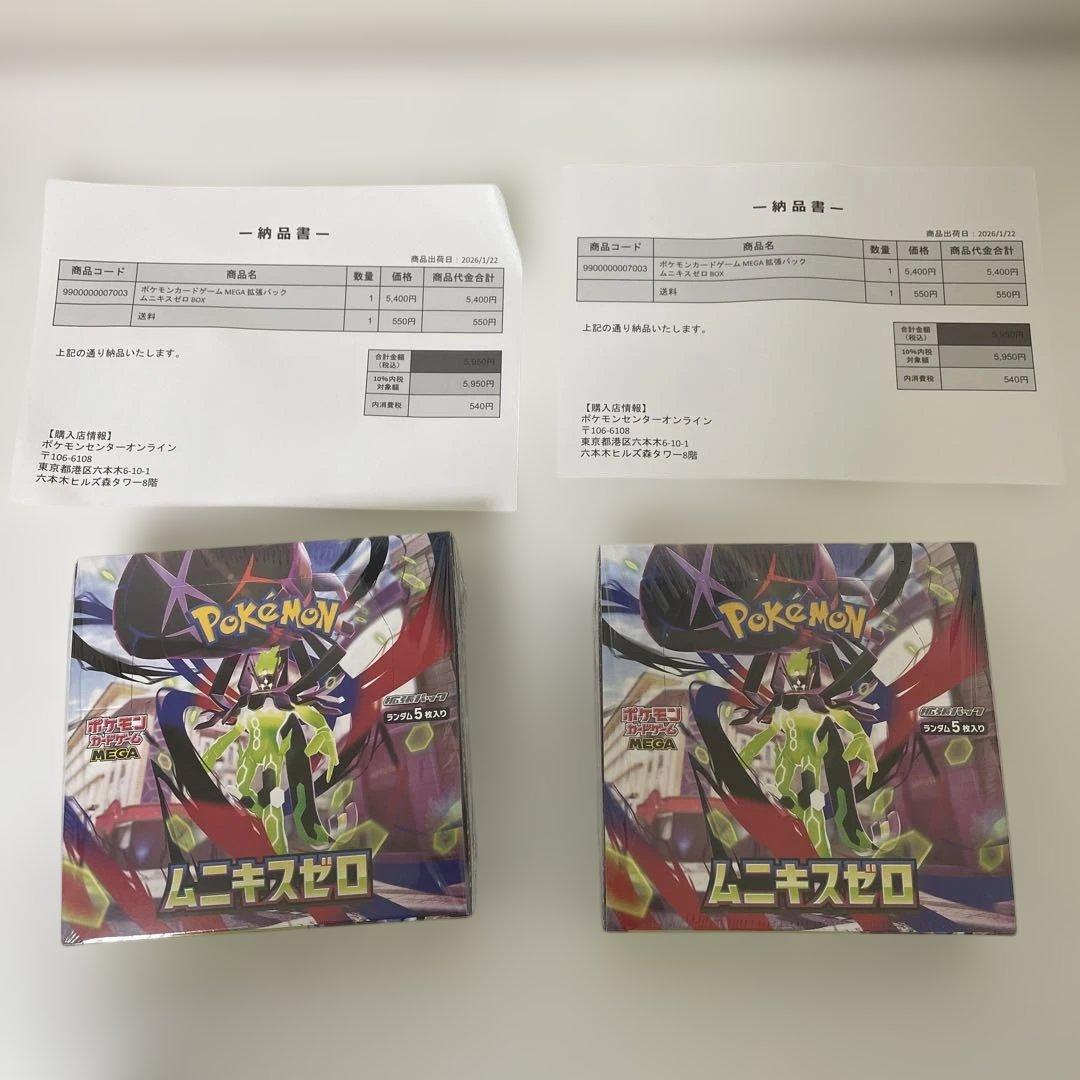 ー納品書ー
商品出荷日：2026/1/22
商品コード 商品名 数量 価格 商品代金合計
9900000007003 ポケモンカードゲーム MEGA 拡張パック
ムニキスゼロ BOX 1 5,400円 5,400円
送料 1 550円 550円
上記の通り納品いたします。
合計金額
(税込) 5,950円
10%内税
対象額 5,950円
内消費税 540円
【購入店情報】
ポケモンセンターオンライン
〒106-6108
東京都港区六本木6-10-1
六本木ヒルズ森タワー8階
ー納品書ー
商品出荷日：2026/1/22
商品コード 商品名 数量 価格 商品代金合計
9900000007003 ポケモンカードゲーム MEGA 拡張パック
ムニキスゼロ BOX 1 5,400円 5,400円
送料 1 550円 550円
上記の通り納品いたします。
合計金額
(税込) 5,950円
10%内税
対象額 5,950円
内消費税 540円
【購入店情報】
ポケモンセンターオンライン
〒106-6108
東京都港区六本木6-10-1
六本木ヒルズ森タワー8階
POKéMON
拡張パック
ランダム5枚入り
ポケモン
カードゲーム
MEGA
ムニキスゼロ
POKéMON
拡張パック
ランダム5枚入り
ポケモン
カードゲーム
MEGA
ムニキスゼロ